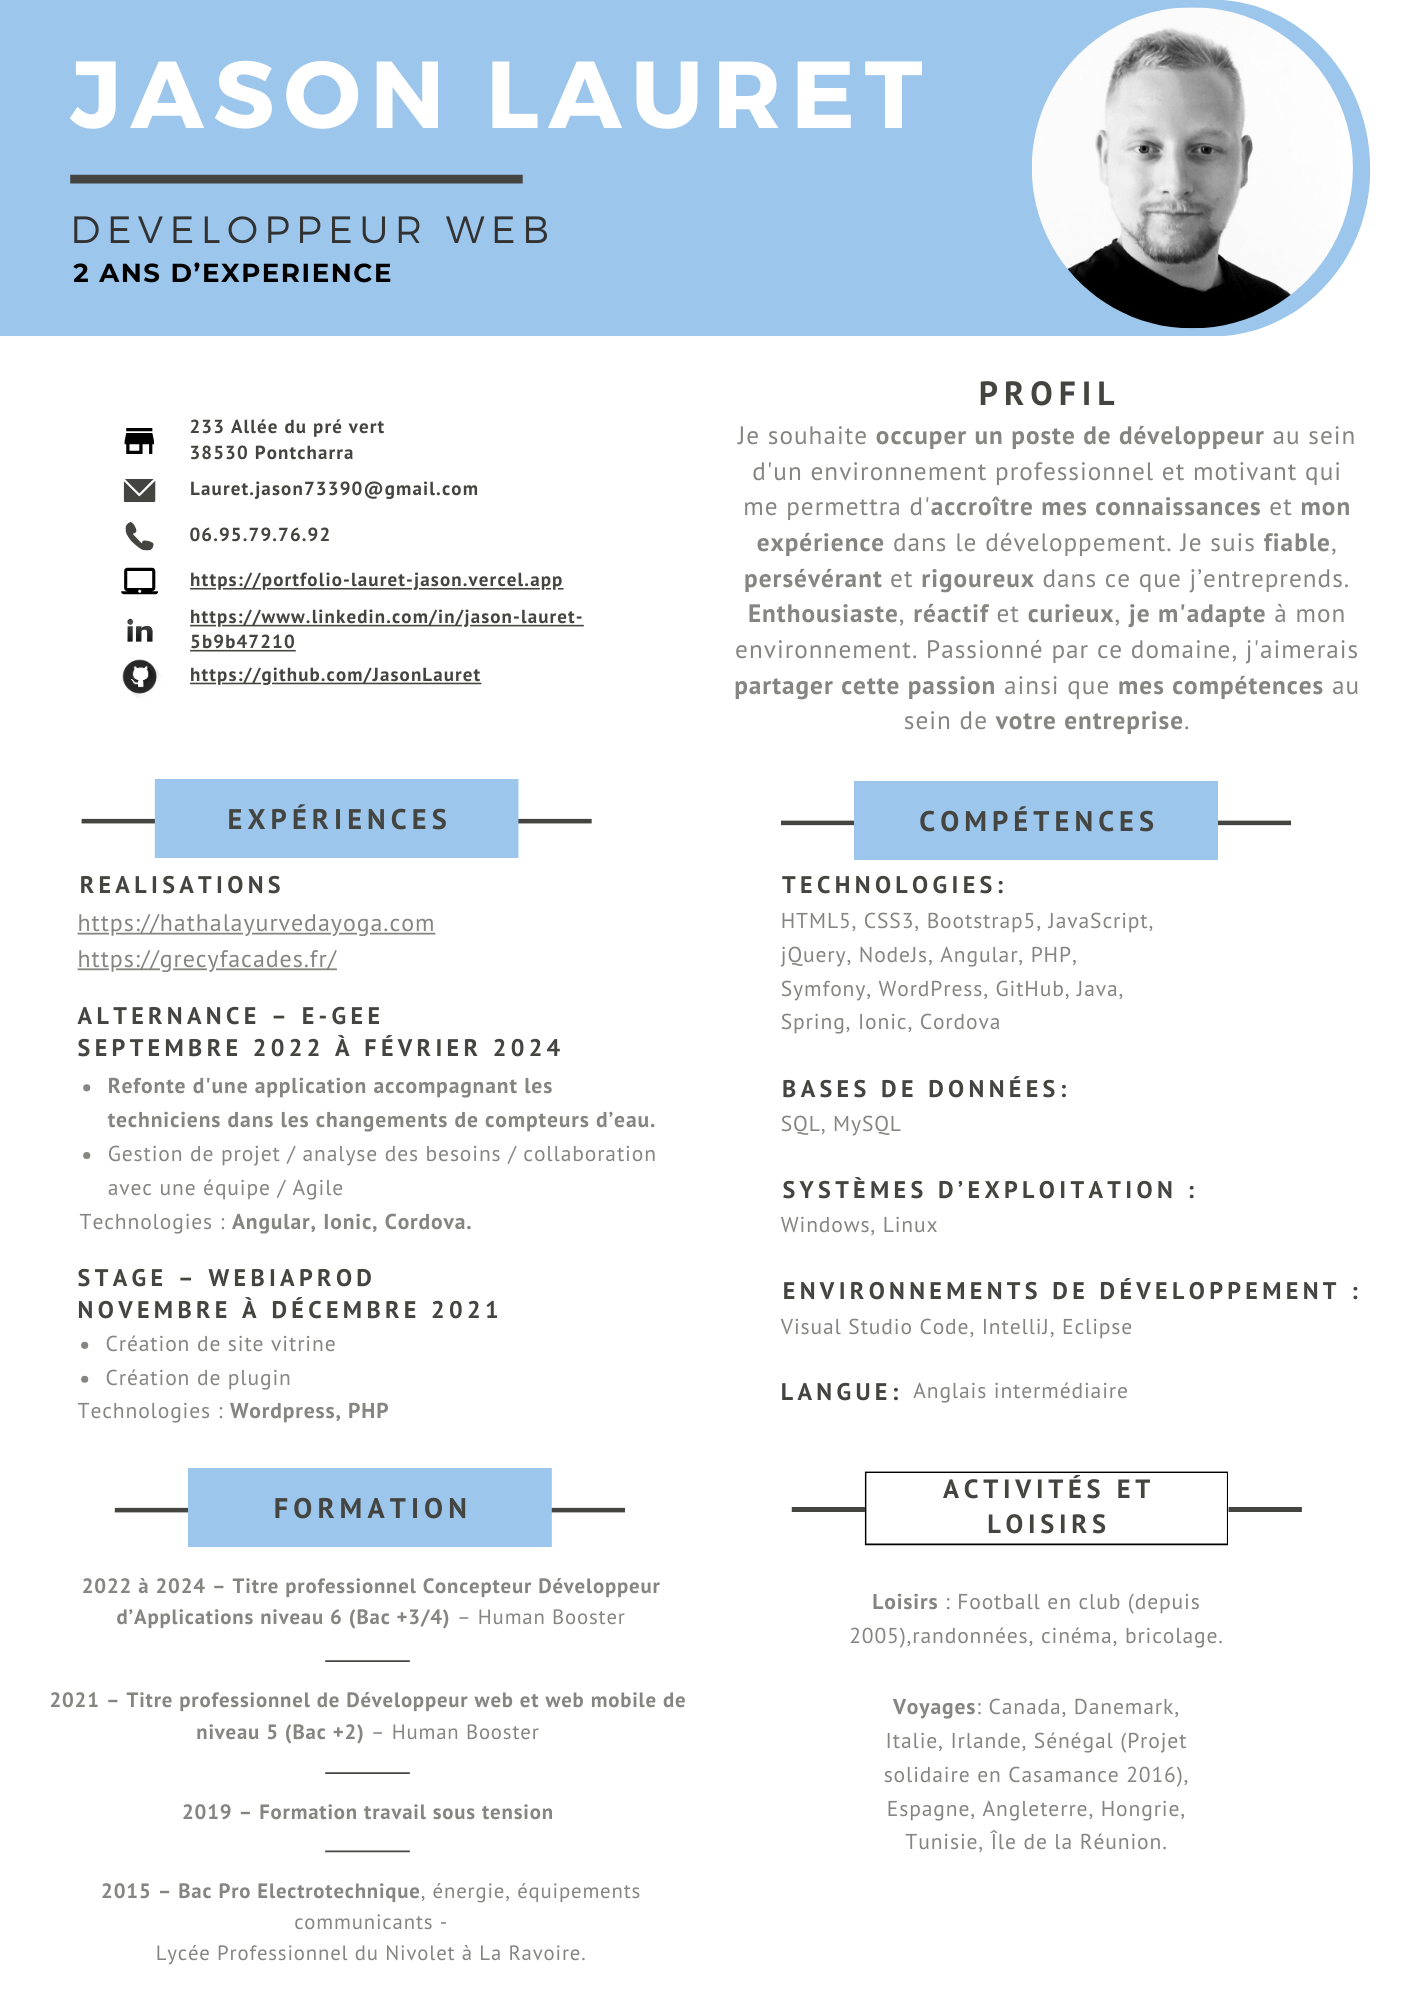 JASON LAURET
DEVELOPPEUR WEB
2 ANS D’EXPERIENCE
233 Allée du pré vert
38530 Pontcharra
Lauret.jason73390@gmail.com
06.95.79.76.92
https://portfolio-lauret-jason.vercel.app
https://www.linkedin.com/in/jason-lauret-
5b9b47210
https://github.com/JasonLauret
PROFIL
Je souhaite occuper un poste de développeur au sein
d'un environnement professionnel et motivant qui
me permettra d'accroître mes connaissances et mon
expérience dans le développement. Je suis fiable,
persévérant et rigoureux dans ce que j’entreprends.
Enthousiaste, réactif et curieux, je m'adapte à mon
environnement. Passionné par ce domaine, j'aimerais
partager cette passion ainsi que mes compétences au
sein de votre entreprise.
EXPÉRIENCES
REALISATIONS
https://hathalayurvedayoga.com
https://grecyfacades.fr/
ALTERNANCE – E-GEE
SEPTEMBRE 2022 À FÉVRIER 2024
• Refonte d'une application accompagnant les
techniciens dans les changements de compteurs d’eau.
• Gestion de projet / analyse des besoins / collaboration
avec une équipe / Agile
Technologies : Angular, Ionic, Cordova.
STAGE – WEBIAPROD
NOVEMBRE À DÉCEMBRE 2021
• Création de site vitrine
• Création de plugin
Technologies : Wordpress, PHP
COMPÉTENCES
TECHNOLOGIES:
HTML5, CSS3, Bootstrap5, JavaScript,
jQuery, NodeJs, Angular, PHP,
Symfony, WordPress, GitHub, Java,
Spring, Ionic, Cordova
BASES DE DONNÉES:
SQL, MySQL
SYSTÈMES D’EXPLOITATION :
Windows, Linux
ENVIRONNEMENTS DE DÉVELOPPEMENT :
Visual Studio Code, IntelliJ, Eclipse
LANGUE: Anglais intermédiaire
FORMATION
2022 à 2024 – Titre professionnel Concepteur Développeur
d’Applications niveau 6 (Bac +3/4) – Human Booster
2021 – Titre professionnel de Développeur web et web mobile de
niveau 5 (Bac +2) – Human Booster
2019 – Formation travail sous tension
2015 – Bac Pro Electrotechnique, énergie, équipements
communicants -
Lycée Professionnel du Nivolet à La Ravoire.
ACTIVITÉS ET
LOISIRS
Loisirs : Football en club (depuis
2005),randonnées, cinéma, bricolage.
Voyages: Canada, Danemark,
Italie, Irlande, Sénégal (Projet
solidaire en Casamance 2016),
Espagne, Angleterre, Hongrie,
Tunisie, Île de la Réunion.